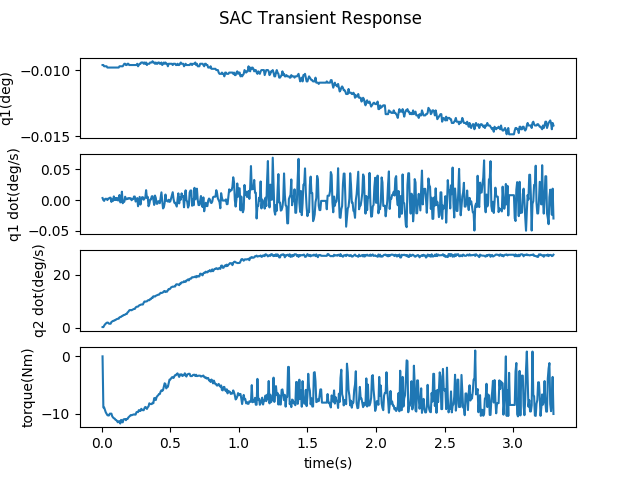 SAC Transient Response
q1(deg)
−0.010
−0.015
q1 dot(deg/s)
0.05
0.00
−0.05
q2 dot(deg/s)
20
0
torque(Nm)
0
−10
0.0 0.5 1.0 1.5 2.0 2.5 3.0
time(s)